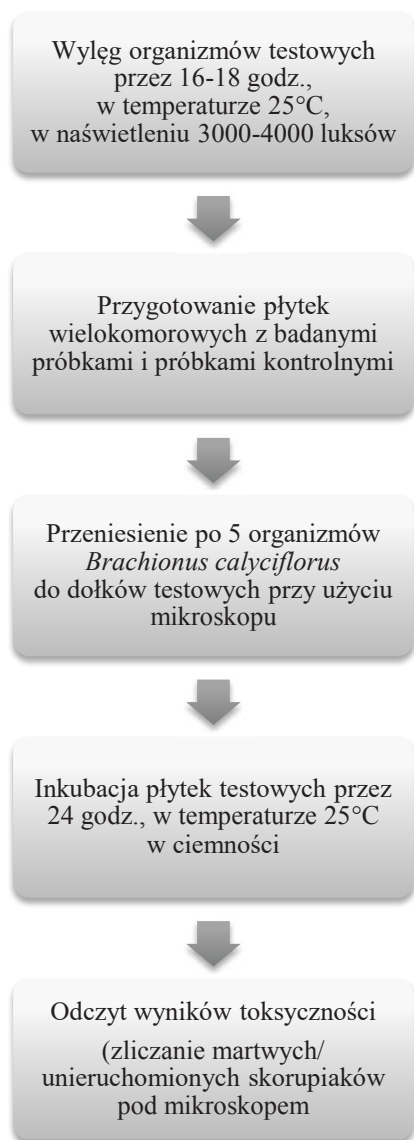 Wylęg organizmów testowych
przez 16-18 godz.,
w temperaturze 25°C,
w naświetleniu 3000-4000 luksów
Przygotowanie płytek
wielokomorowych z badanymi
próbkami i próbkami kontrolnymi
Przeniesienie po 5 organizmów
Brachionus calyciflorus
do dołków testowych przy użyciu
mikroskopu
Inkubacja płytek testowych przez
24 godz., w temperaturze 25°C
w ciemności
Odczyt wyników toksyczności
(zliczanie martwych/
unieruchomionych skorupiaków
pod mikroskopem